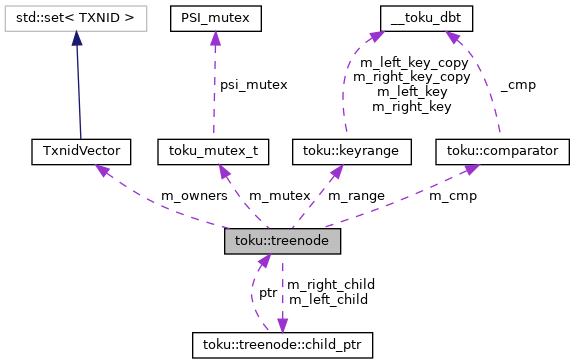 std::set< TXNID >
PSI_mutex
__toku_dbt
m_left_key_copy
m_right_key_copy
m_left_key
m_right_key
psi_mutex
_cmp
TxnidVector
toku_mutex_t
toku::keyrange
toku::comparator
m_owners
m_mutex
m_range
m_cmp
toku::treenode
ptr
m_right_child
m_left_child
toku::treenode::child_ptr